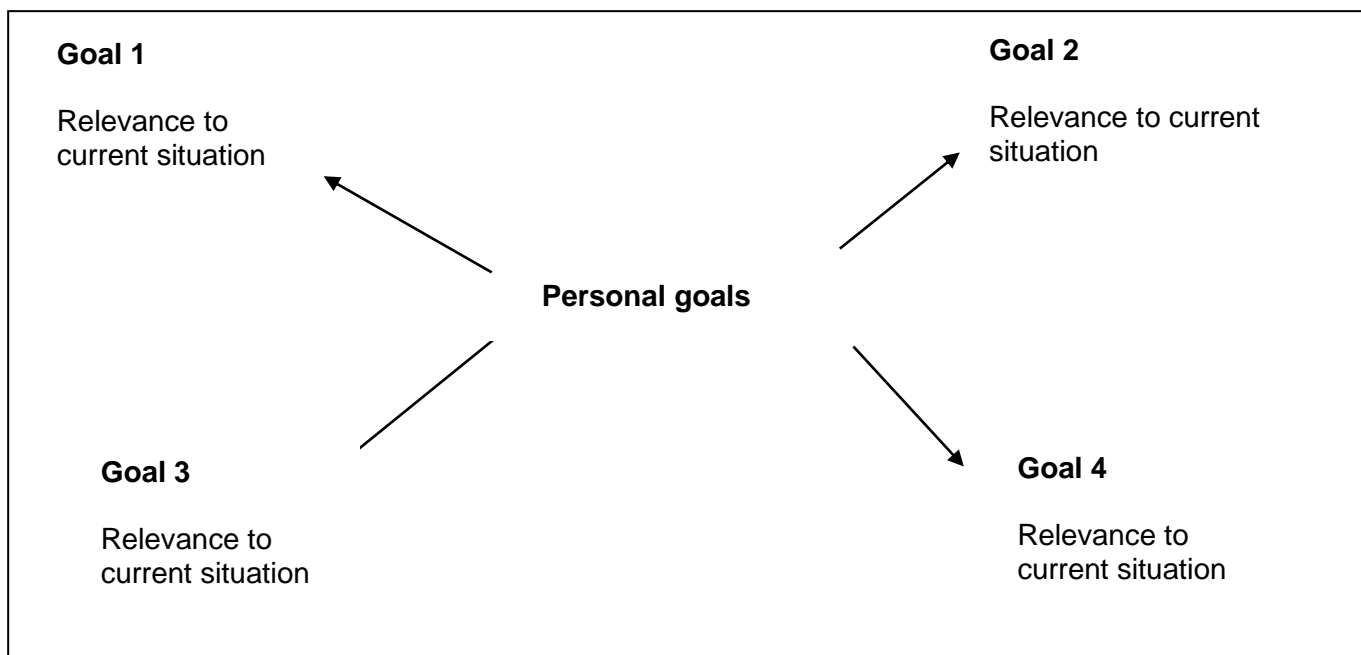 Goal 1
Relevance to
current situation
Goal 2
Relevance to current
situation
Personal goals
Goal 3
Relevance to
current situation
Goal 4
Relevance to
current situation